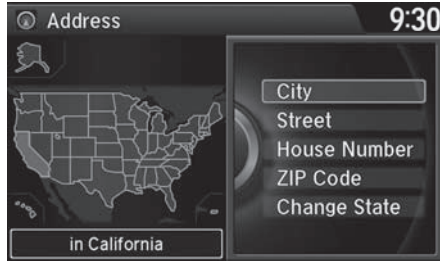 Address
9:30
City
Street
House Number
ZIP Code
Change State
in California